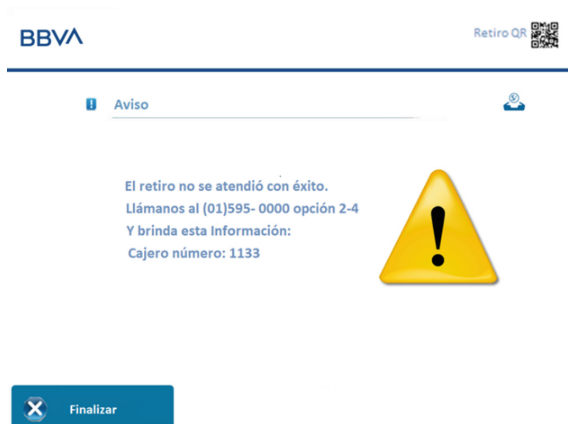 BBVA
Retiro QR
Aviso
El retiro no se atendió con éxito.
Llámanos al (01)595- 0000 opción 2-4
Y brinda esta Información:
Cajero número: 1133
Finalizar